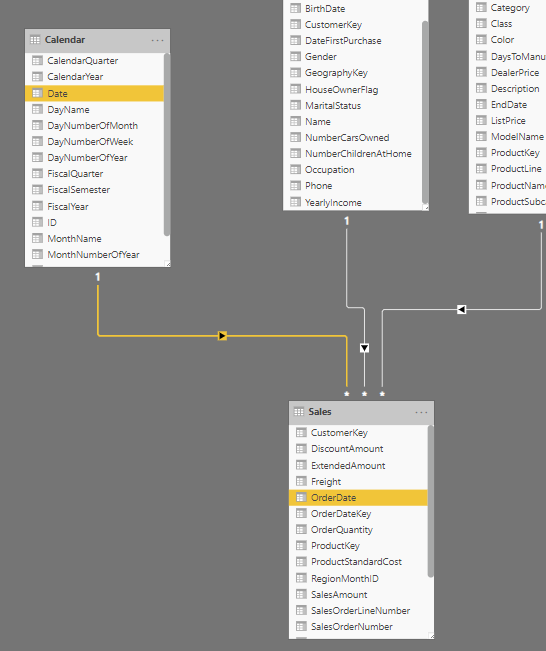 Calendar
...
CalendarQuarter
CalendarYear
Date
DayName
DayNumberOfMonth
DayNumberOfWeek
DayNumberOfYear
FiscalQuarter
FiscalSemester
FiscalYear
ID
MonthName
MonthNumberOfYear
1
BirthDate
CustomerKey
DateFirstPurchase
Gender
GeographyKey
HouseOwnerFlag
MaritalStatus
Name
NumberCarsOwned
NumberChildrenAtHome
Occupation
Phone
YearlyIncome
1
Category
Class
Color
DaysToManu
DealerPrice
Description
EndDate
ListPrice
ModelName
ProductKey
ProductLine
ProductName
ProductSubc
1
* * *
Sales
...
CustomerKey
DiscountAmount
ExtendedAmount
Freight
OrderDate
OrderDateKey
OrderQuantity
ProductKey
ProductStandardCost
RegionMonthID
SalesAmount
SalesOrderLineNumber
SalesOrderNumber